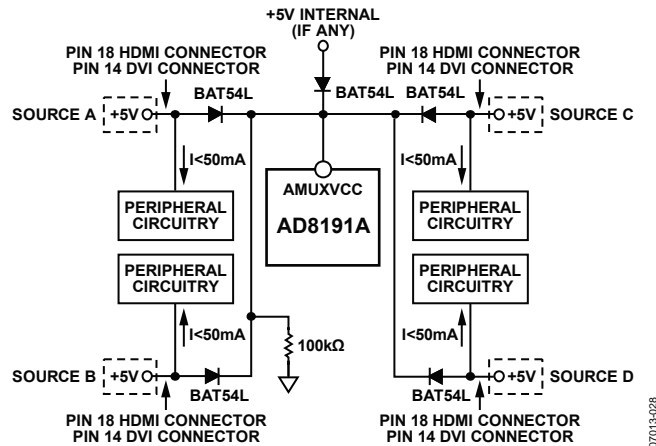 +5V INTERNAL
(IF ANY)
PIN 18 HDMI CONNECTOR
PIN 14 DVI CONNECTOR
PIN 18 HDMI CONNECTOR
PIN 14 DVI CONNECTOR
BAT54L
BAT54L
BAT54L
SOURCE A
+5V
+5V
SOURCE C
I<50mA
I<50mA
AMUXVCC
AD8191A
PERIPHERAL
CIRCUITRY
PERIPHERAL
CIRCUITRY
PERIPHERAL
CIRCUITRY
PERIPHERAL
CIRCUITRY
I<50mA
I<50mA
100kΩ
SOURCE B
+5V
+5V
SOURCE D
BAT54L
BAT54L
PIN 18 HDMI CONNECTOR
PIN 14 DVI CONNECTOR
PIN 18 HDMI CONNECTOR
PIN 14 DVI CONNECTOR
07013-028